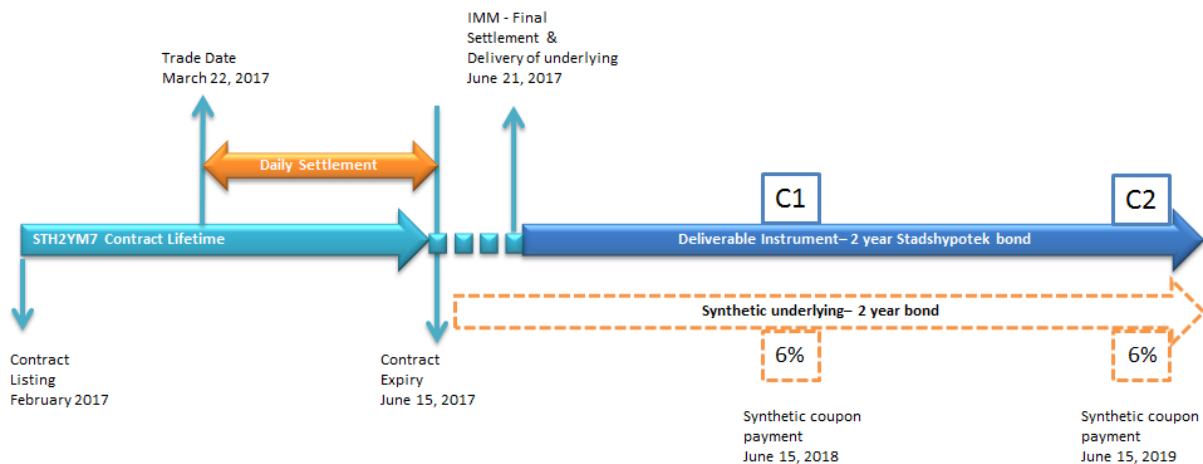 IMM - Final
Settlement &
Delivery of underlying
June 21, 2017
Trade Date
March 22, 2017
Daily Settlement
C1
C2
STH2YM7 Contract Lifetime
Deliverable Instrument– 2 year Stadshypotek bond
Synthetic underlying– 2 year bond
6%
6%
Contract
Listing
February 2017
Contract
Expiry
June 15, 2017
Synthetic coupon
payment
June 15, 2018
Synthetic coupon
payment
June 15, 2019